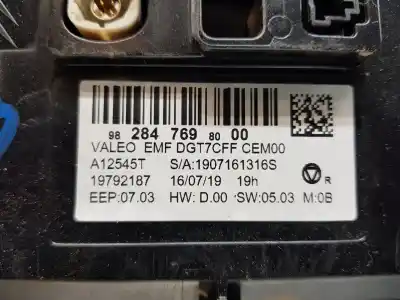 98 284 769 80 00
VALEO EMF DGT7CFF CEM00
A12545T S/A:1907161316S
19792187 16/07/19 19h
R
EEP:07.03 HW: D.00 SW:05.03 M:0B